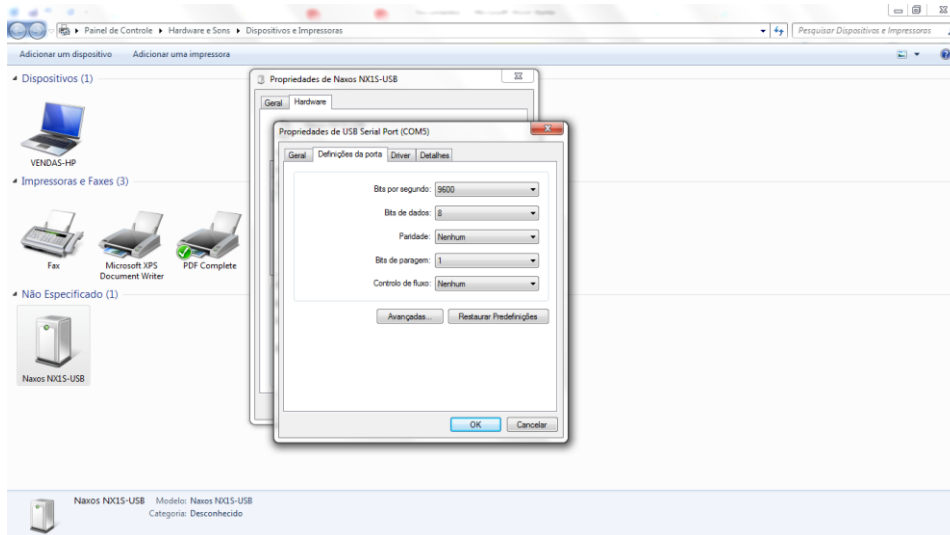 Painel de Controle ▸ Hardware e Sons ▸ Dispositivos e Impressoras
Pesquisar Dispositivos e Impressoras
Adicionar um dispositivo Adicionar uma impressora
Dispositivos (1)
VENDAS-HP
Impressoras e Faxes (3)
Fax
Microsoft XPS
Document Writer
PDF Complete
Não Especificado (1)
Naxos NX1S-USB
Propriedades de Naxos NX1S-USB
Geral Hardware
Propriedades de USB Serial Port (COM5)
Geral Definições da porta Driver Detalhes
Bits por segundo: 9600
Bits de dados: 8
Paridade: Nenhum
Bits de paragem: 1
Controlo de fluxo: Nenhum
Avançadas... Restaurar Predefinições
OK Cancelar
Naxos NX1S-USB Modelo: Naxos NX1S-USB
Categoria: Desconhecido